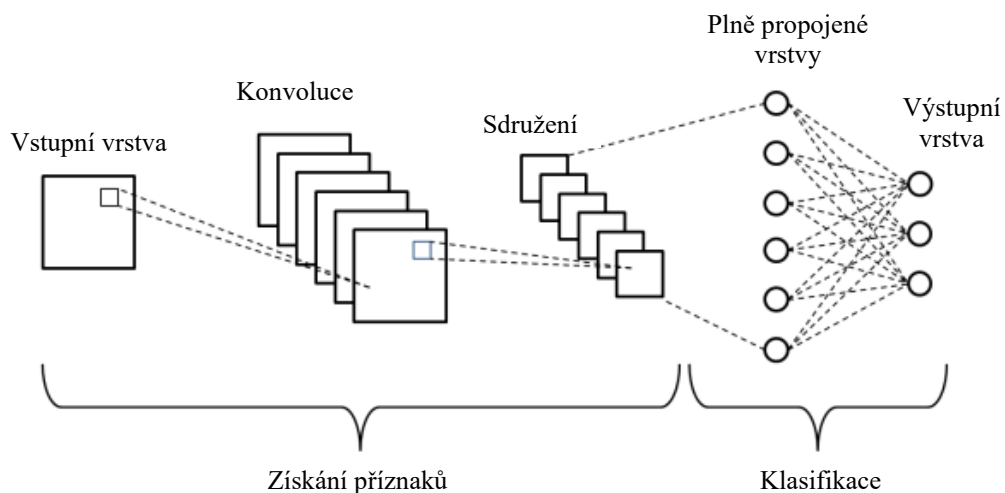 Plně propojené
vrstvy
Konvoluce
Výstupní
vrstva
Sdružení
Vstupní vrstva
Získání příznaků
Klasifikace